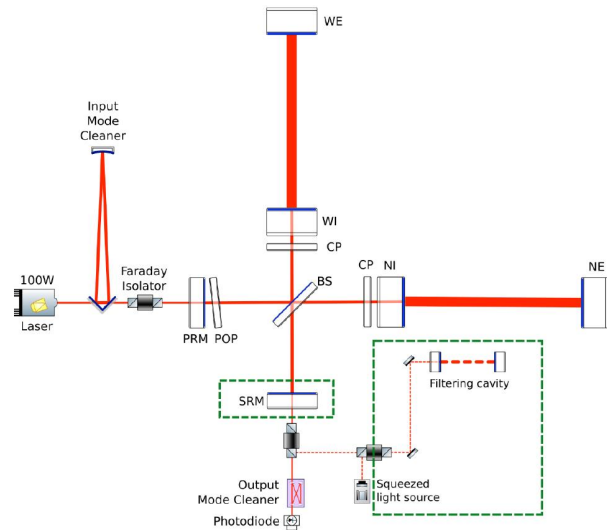 WE
Input
Mode
Cleaner
WI
CP
100W
Faraday
Isolator
BS
CP
NI
NE
Laser
PRM
POP
SRM
Filtering cavity
Output
Mode Cleaner
Squeezed
light source
Photodiode